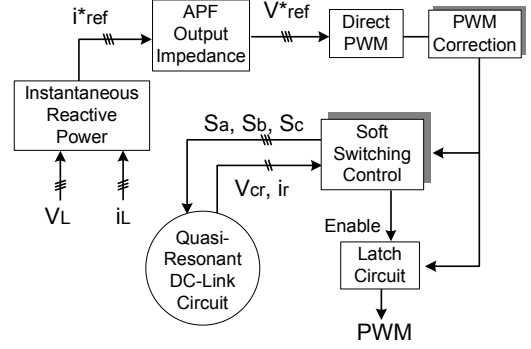 i*ref
APF
Output
Impedance
V*ref
Direct
PWM
PWM
Correction
Instantaneous
Reactive
Power
VL
iL
Sa, Sb, Sc
Vcr, ir
Soft
Switching
Control
Quasi-
Resonant
DC-Link
Circuit
Enable
Latch
Circuit
PWM